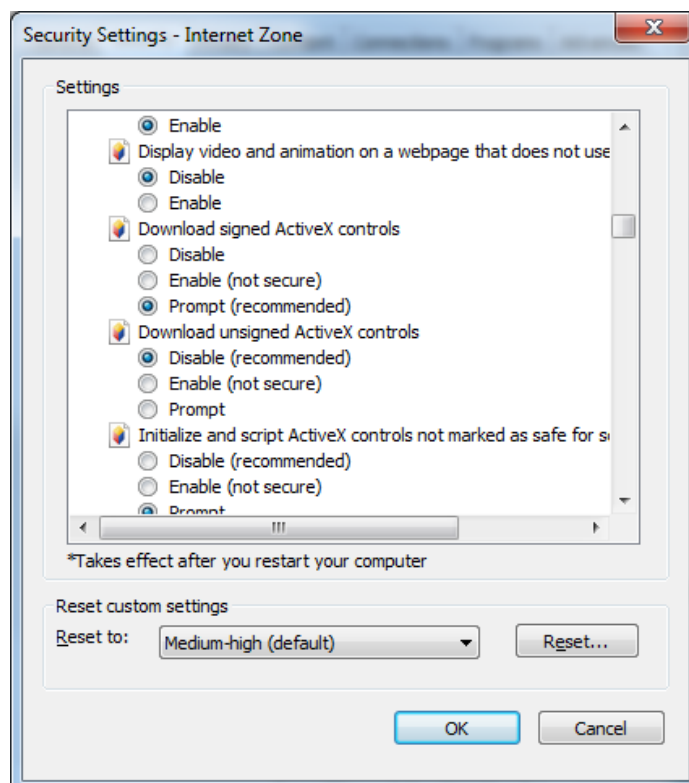 Security Settings - Internet Zone
Settings
Enable
Display video and animation on a webpage that does not use
Disable
Enable
Download signed ActiveX controls
Disable
Enable (not secure)
Prompt (recommended)
Download unsigned ActiveX controls
Disable (recommended)
Enable (not secure)
Prompt
Initialize and script ActiveX controls not marked as safe for
Disable (recommended)
Enable (not secure)
Prompt
*Takes effect after you restart your computer
Reset custom settings
Reset to:
Medium-high (default)
Reset...
OK
Cancel